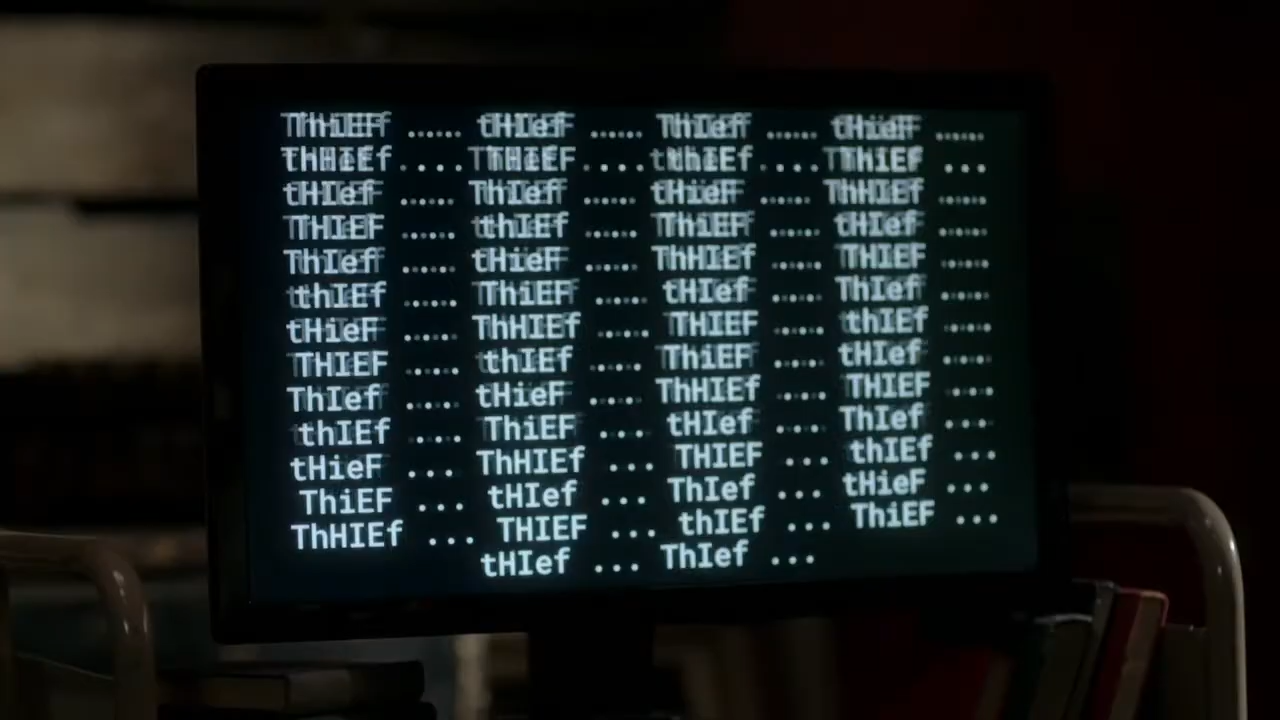 ThiEF ...... tHIef ...... ThIef ...... tHieF ......
ThHIEf .... THIEF .... thIEf .... ThiEF ...
tHIef ..... ThIef ..... tHieF ..... ThHIEf .....
THIEF ..... thIEf ..... ThiEF ..... tHIef .....
ThIef ..... tHieF ..... ThHIEf ..... THIEF .....
thIEf ..... ThiEF ..... tHIef ..... ThIef .....
tHieF ..... ThHIEf ..... THIEF ..... thIEf .....
THIEF ..... thIEf ..... ThiEF ..... tHIef .....
ThIef ..... tHieF ..... ThHIEf ..... THIEF .....
thIEf ..... ThiEF ..... tHIef ..... ThIef .....
tHieF ... ThHIEf ... THIEF ... thIEf ...
ThiEF ... tHIef ... ThIef ... tHieF ...
ThHIEf ... THIEF ... thIEf ... ThiEF ...
tHIef ... ThIef ...